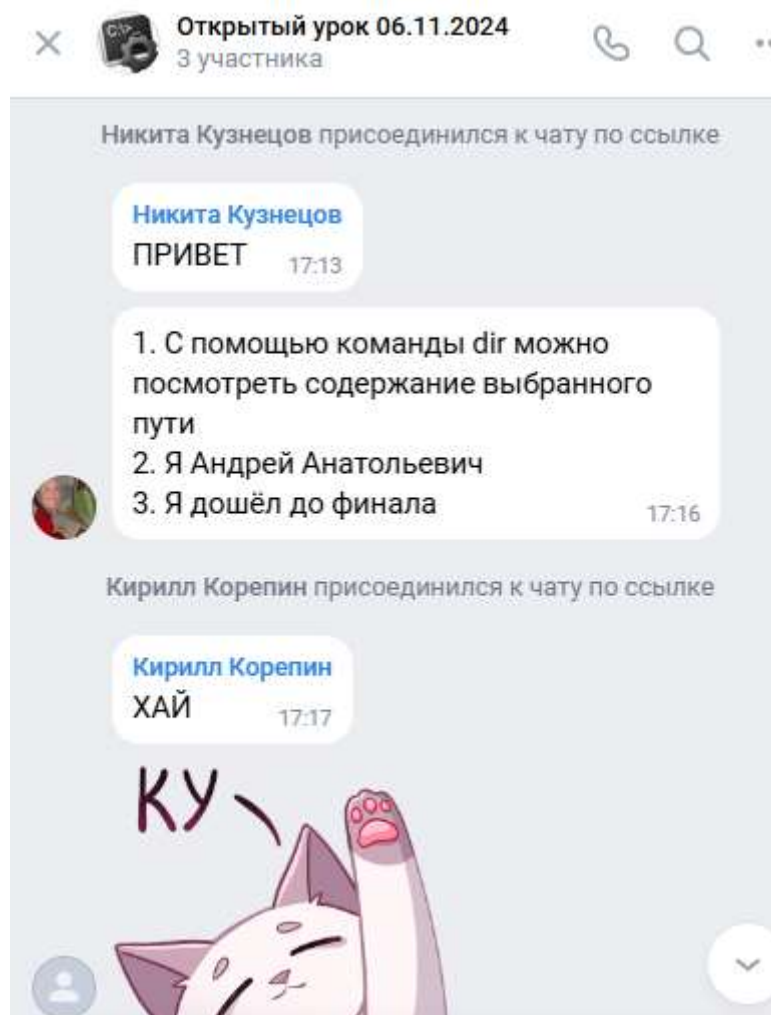 Открытый урок 06.11.2024
3 участника
Никита Кузнецов присоединился к чату по ссылке
Никита Кузнецов
ПРИВЕТ 17:13
1. С помощью команды dir можно
посмотреть содержание выбранного
пути
2. Я Андрей Анатольевич
3. Я дошёл до финала 17:16
Кирилл Корепин присоединился к чату по ссылке
Кирилл Корепин
ХАЙ 17:17
КУ